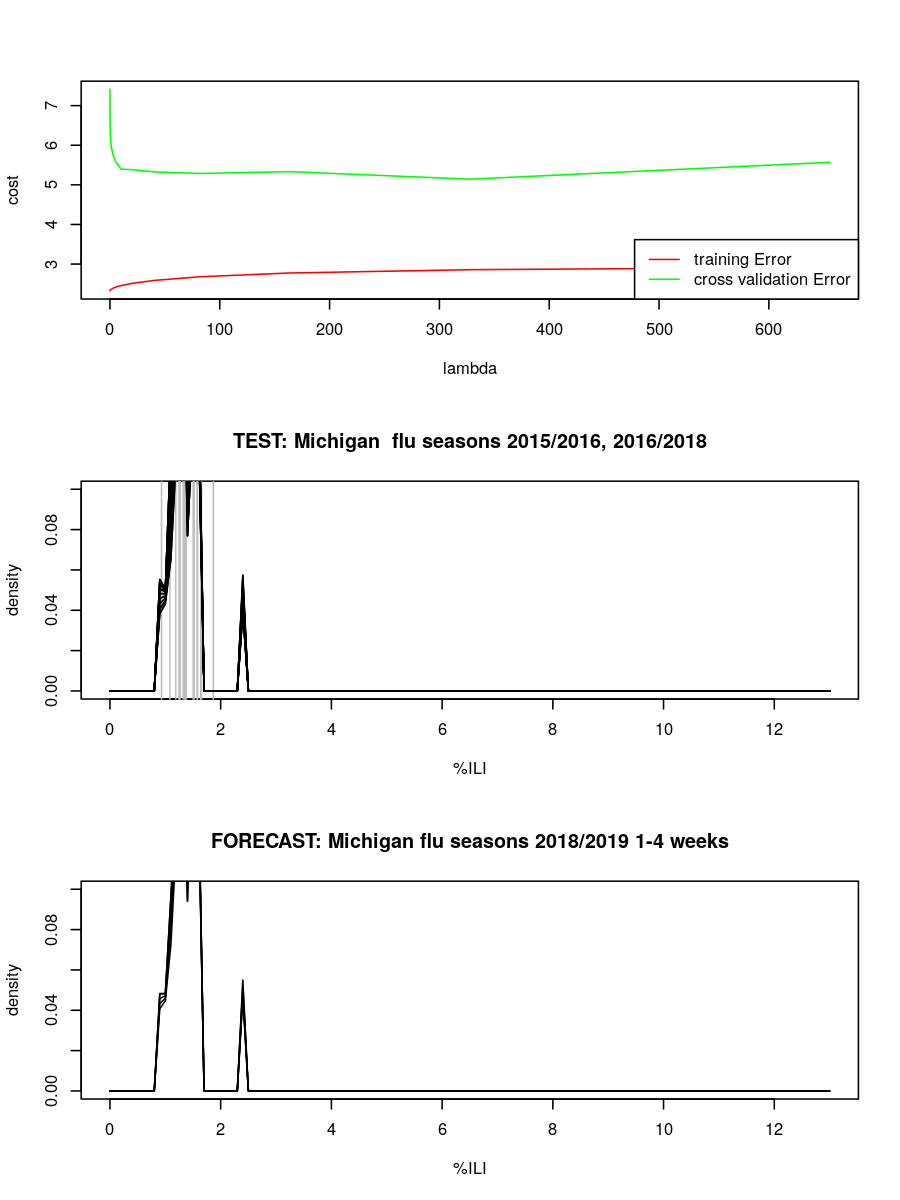 7
6
5
4
3
cost
training Error
cross validation Error
0 100 200 300 400 500 600
lambda
TEST: Michigan  flu seasons 2015/2016, 2016/2018
0.08
0.04
0.00
density
0 2 4 6 8 10 12
%ILI
FORECAST: Michigan flu seasons 2018/2019 1-4 weeks
0.08
0.04
0.00
density
0 2 4 6 8 10 12
%ILI